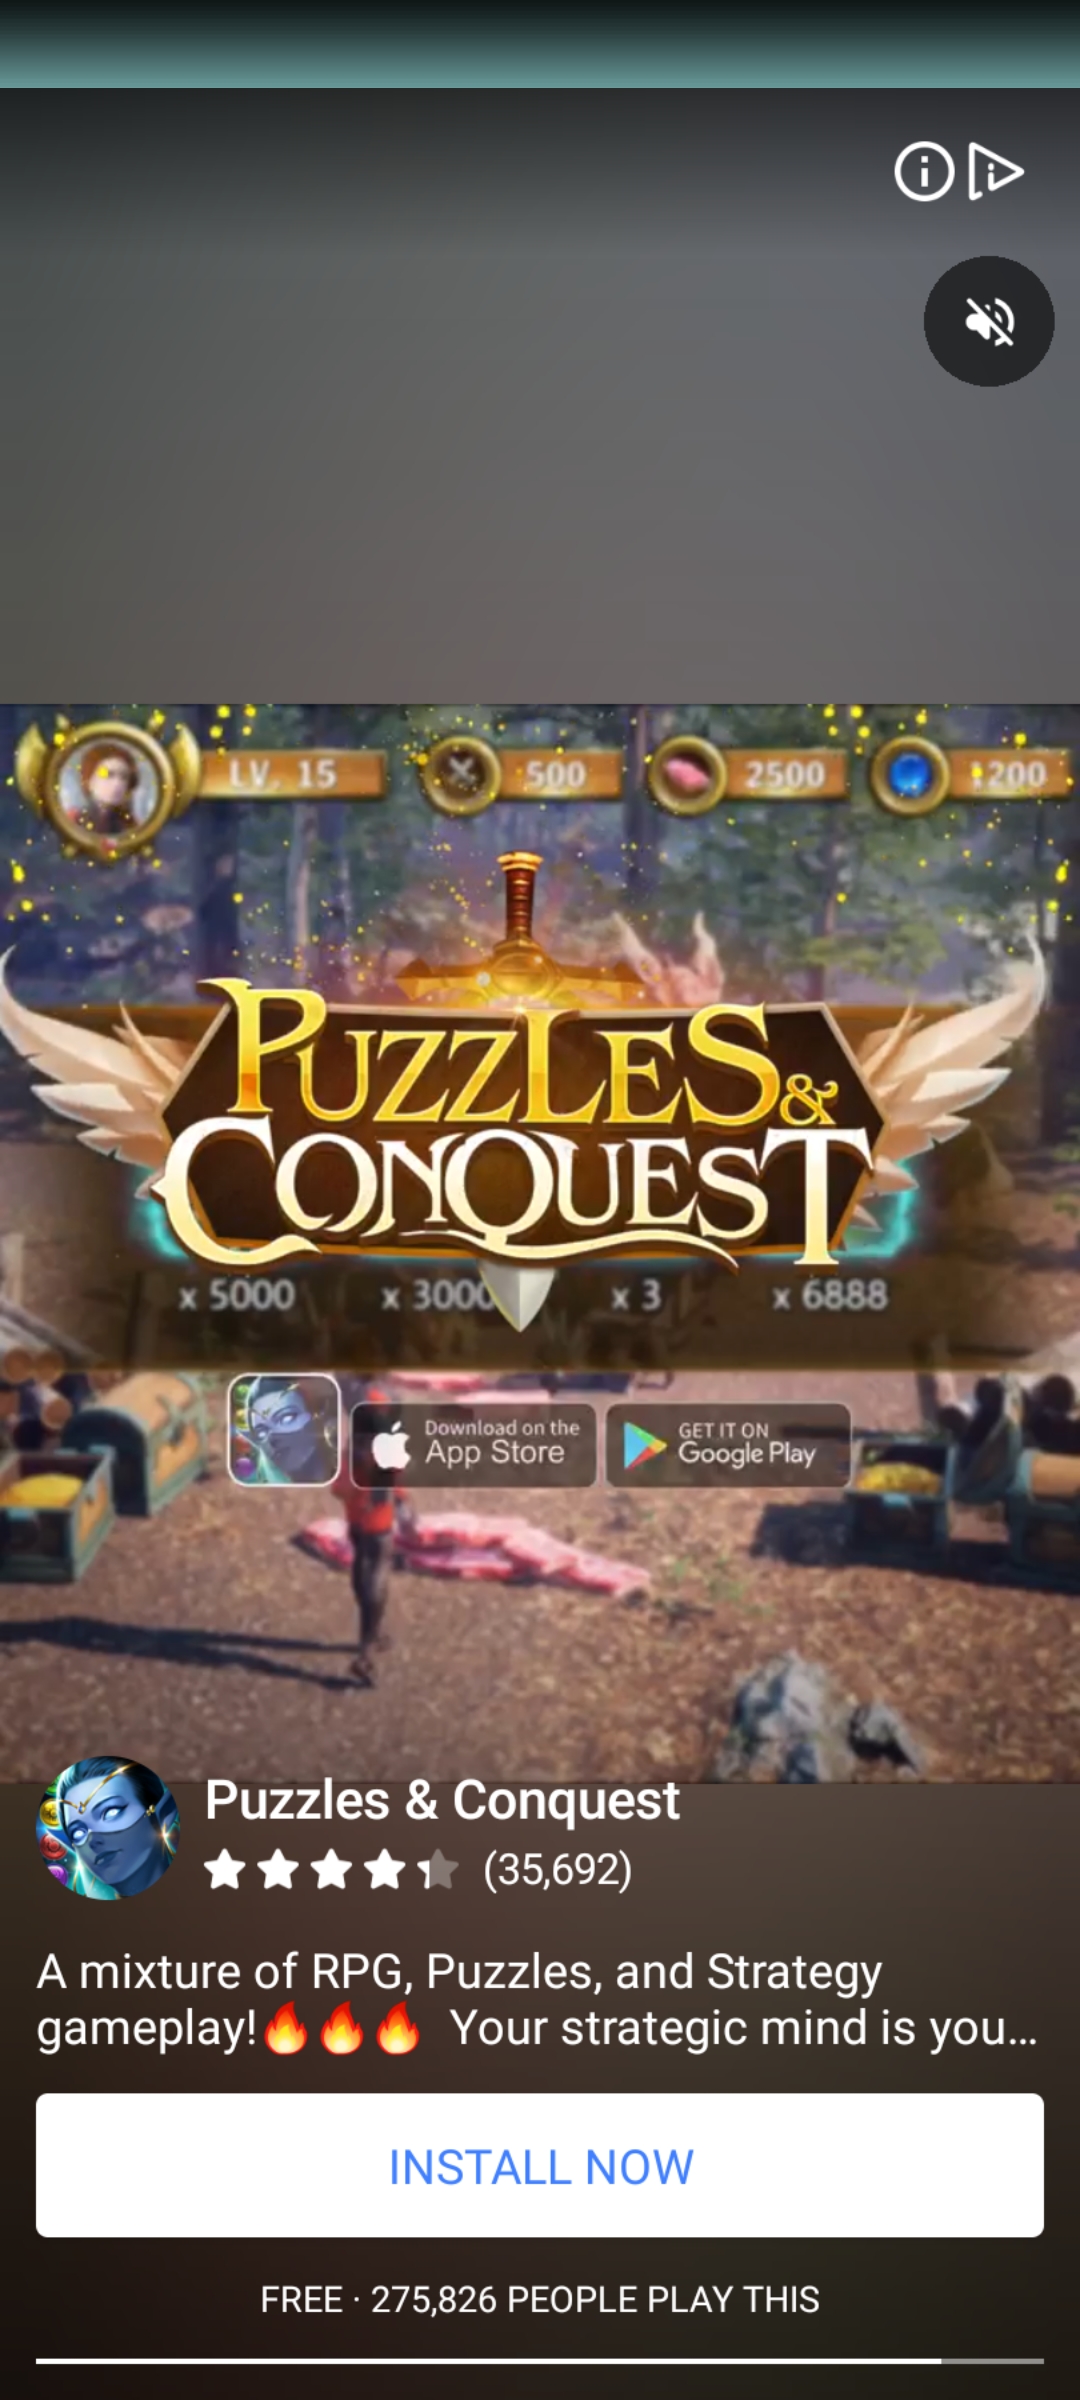 LV. 15
500
2500
1200
PUZZLES &
CONQUEST
x 5000
x 3000
x 3
x 6888
Download on the
App Store
GET IT ON
Google Play
Puzzles & Conquest
(35,692)
A mixture of RPG, Puzzles, and Strategy
gameplay!🔥🔥🔥 Your strategic mind is you...
INSTALL NOW
FREE · 275,826 PEOPLE PLAY THIS